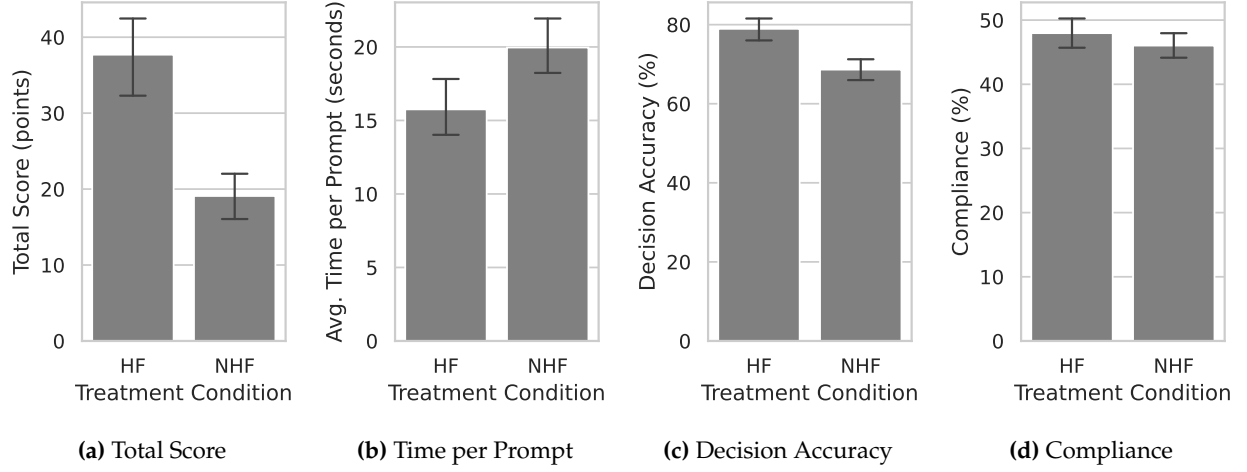 Total Score (points)
40
30
20
10
0
HF NHF
Treatment Condition
(a) Total Score
Avg. Time per Prompt (seconds)
20
15
10
5
0
HF NHF
Treatment Condition
(b) Time per Prompt
Decision Accuracy (%)
80
60
40
20
0
HF NHF
Treatment Condition
(c) Decision Accuracy
Compliance (%)
50
40
30
20
10
0
HF NHF
Treatment Condition
(d) Compliance